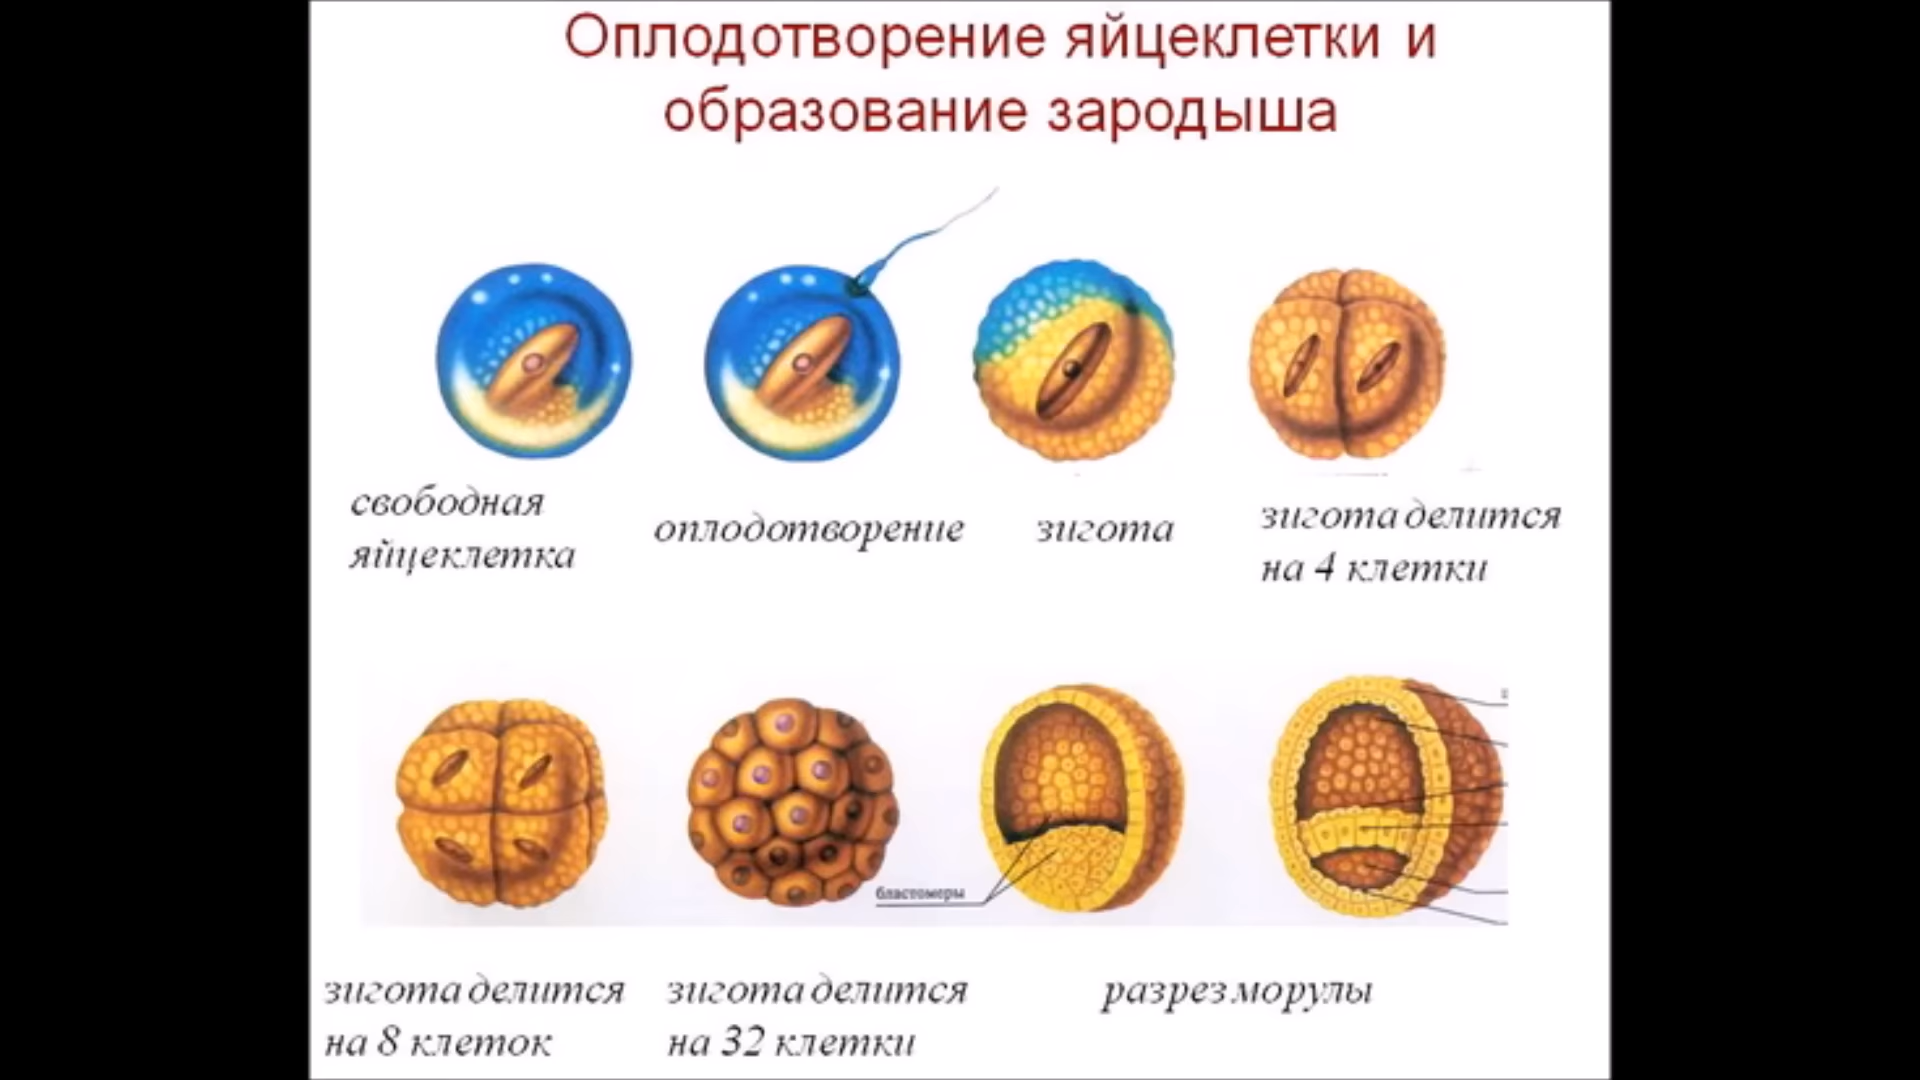 Оплодотворение яйцеклетки и
образование зародыша
свободная
яйцеклетка
оплодотворение
зигота
зигота делится
на 4 клетки
бластомеры
зигота делится
на 8 клеток
зигота делится
на 32 клетки
разрез морулы